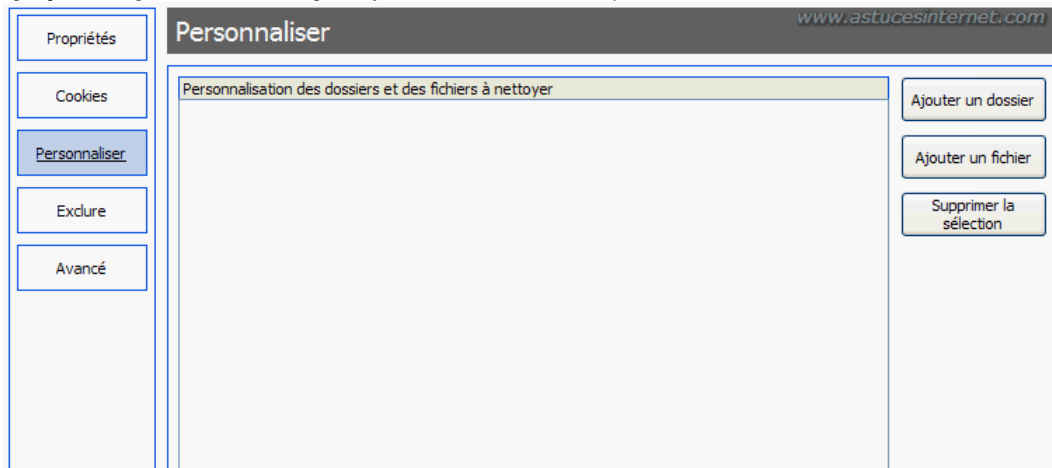 www.astucesinternet.com
Propriétés
Cookies
Personnaliser
Exclure
Avancé
Personnaliser
Personnalisation des dossiers et des fichiers à nettoyer
Ajouter un dossier
Ajouter un fichier
Supprimer la
sélection